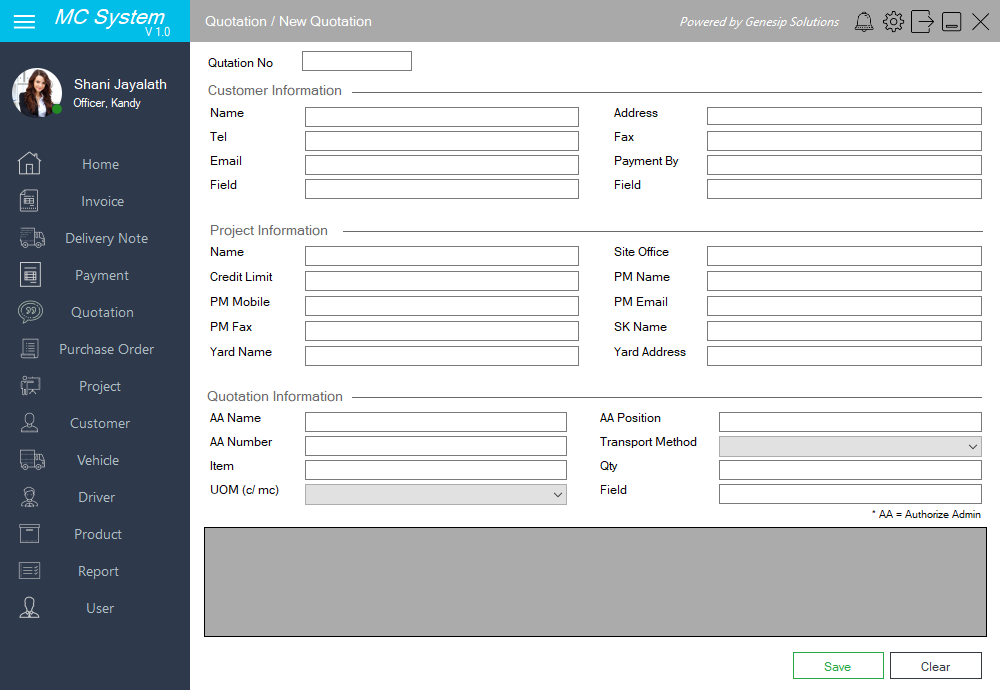 MC System
V 1.0
Quotation / New Quotation
Powered by Genesip Solutions
Shani Jayalath
Officer, Kandy
Home
Invoice
Delivery Note
Payment
Quotation
Purchase Order
Project
Customer
Vehicle
Driver
Product
Report
User
Qutation No
Customer Information
Name
Address
Tel
Fax
Email
Payment By
Field
Field
Project Information
Name
Site Office
Credit Limit
PM Name
PM Mobile
PM Email
PM Fax
SK Name
Yard Name
Yard Address
Quotation Information
AA Name
AA Position
AA Number
Transport Method
Item
Qty
UOM (c/ mc)
Field
* AA = Authorize Admin
Save
Clear